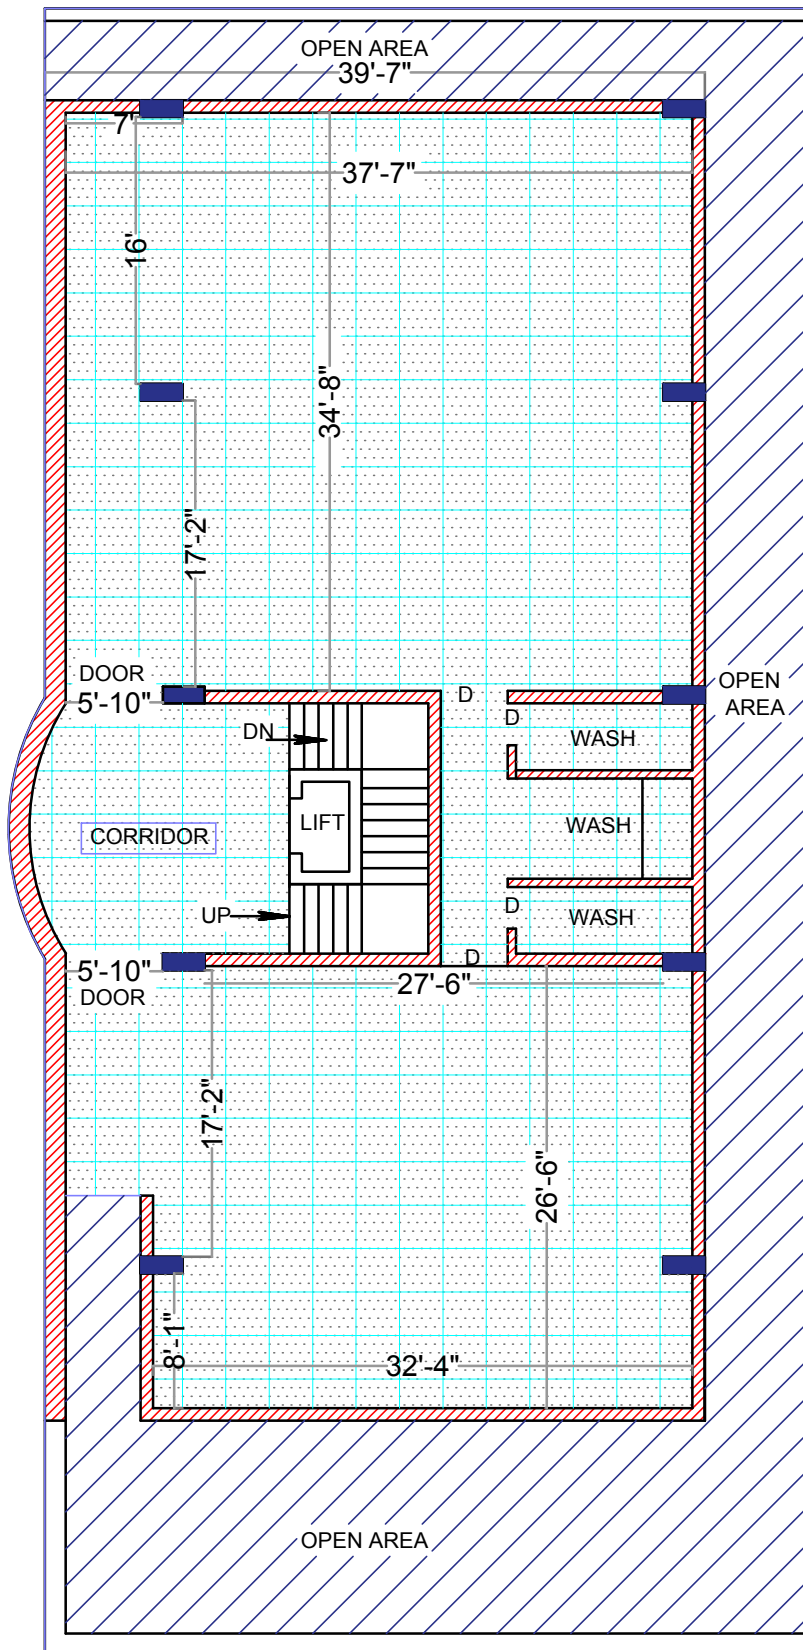 OPEN AREA
39'-7"
7'
37'-7"
16'
34'-8"
17'-2"
DOOR
5'-10"
D
OPEN
AREA
D
DN
WASH
LIFT
WASH
CORRIDOR
D
UP
WASH
D
5'-10"
DOOR
27'-6"
17'-2"
26'-6"
8'-1"
32'-4"
OPEN AREA